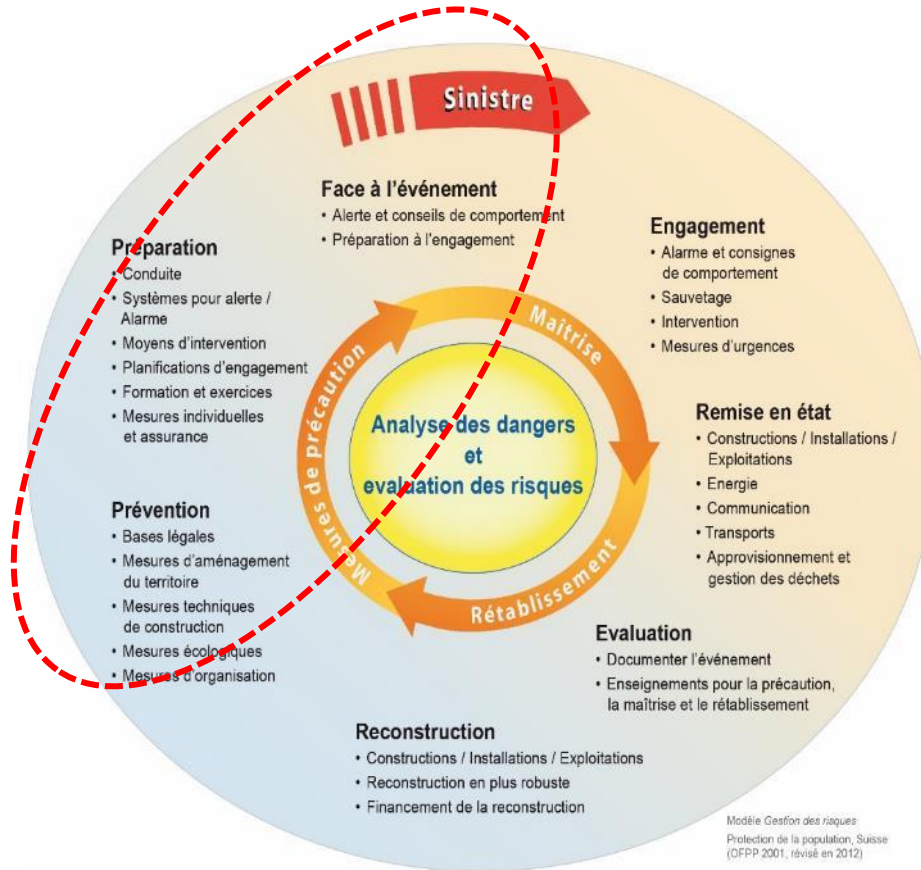 Sinistre
Face à l'événement
• Alerte et conseils de comportement
• Préparation à l'engagement
Préparation
• Conduite
• Systèmes pour alerte /
Alarme
• Moyens d'intervention
• Planifications d'engagement
• Formation et exercices
• Mesures individuelles
et assurance
Engagement
• Alarme et consignes
de comportement
• Sauvetage
• Intervention
• Mesures d'urgences
Maîtrise
Mesures de précaution
Rétablissement
Analyse des dangers
et
evaluation des risques
Remise en état
• Constructions / Installations /
Exploitations
• Energie
• Communication
• Transports
• Approvisionnement et
gestion des déchets
Prévention
• Bases légales
• Mesures d'aménagement
du territoire
• Mesures techniques
de construction
• Mesures écologiques
• Mesures d'organisation
Evaluation
• Documenter l'événement
• Enseignements pour la précaution,
la maîtrise et le rétablissement
Reconstruction
• Constructions / Installations / Exploitations
• Reconstruction en plus robuste
• Financement de la reconstruction
Modèle Gestion des risques
Protection de la population, Suisse
(OFPP 2001, révisé en 2012)